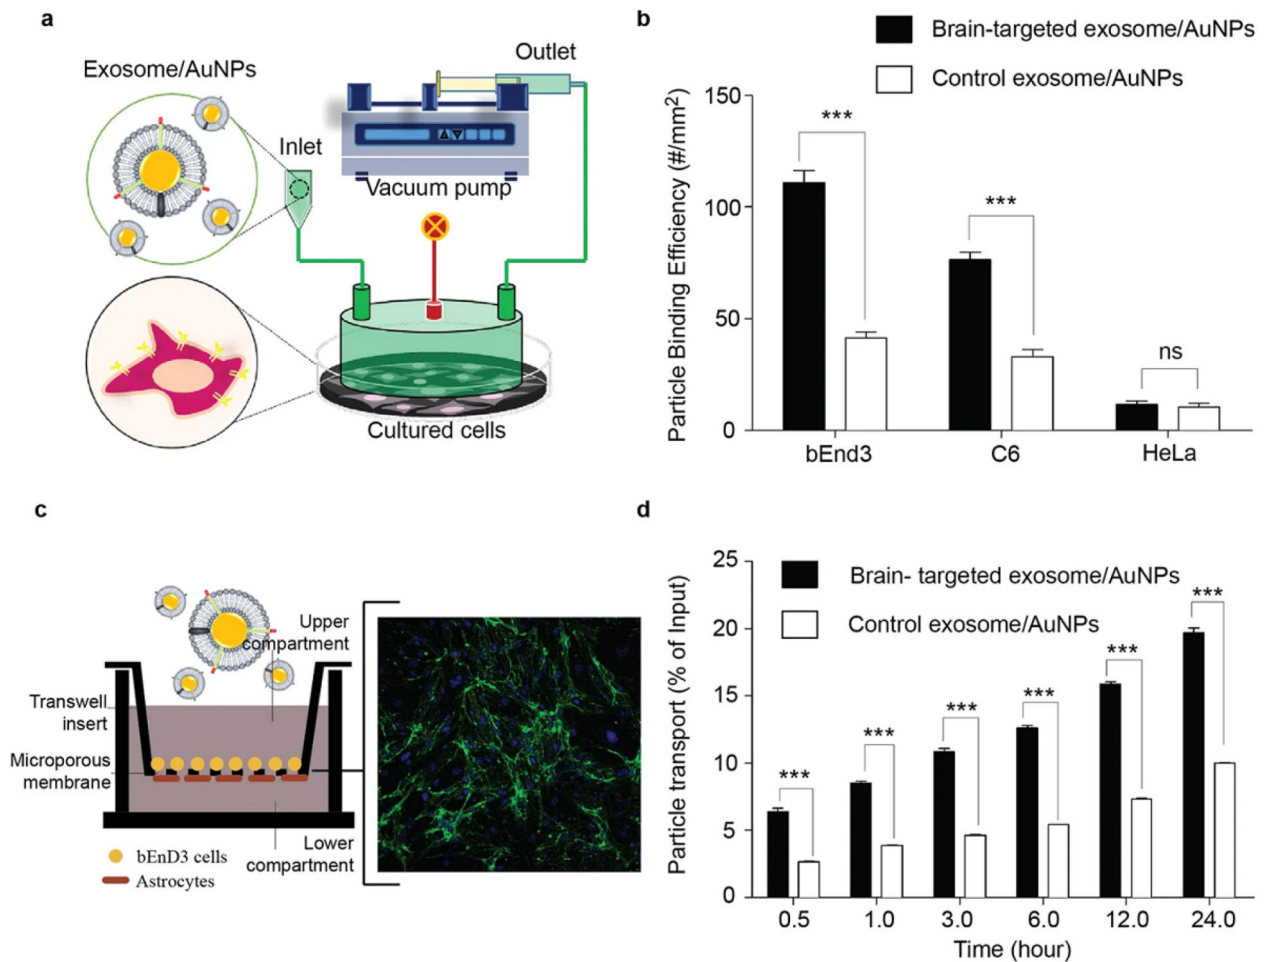 a
Exosome/AuNPs
Outlet
Inlet
Vacuum pump
Cultured cells
b
Brain-targeted exosome/AuNPs
Control exosome/AuNPs
Particle Binding Efficiency (#/mm²)
150
100
50
0
***
***
ns
bEnd3
C6
HeLa
c
Upper
compartment
Transwell
insert
Microporous
membrane
Lower
compartment
bEnD3 cells
Astrocytes
d
Brain- targeted exosome/AuNPs
Control exosome/AuNPs
Particle transport (% of Input)
25
20
15
10
5
0
***
***
***
***
***
***
0.5
1.0
3.0
6.0
12.0
24.0
Time (hour)